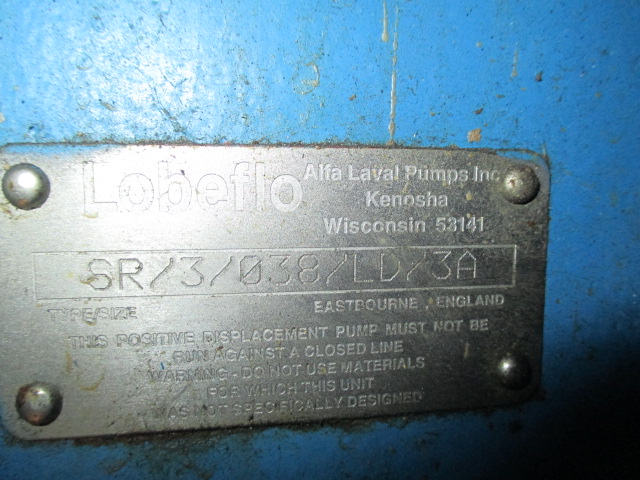 Lobeflo
Alfa Laval Pumps Inc
Kenosha
Wisconsin 53141
SR/3/038/LD/3A
TYPE/SIZE
EASTBOURNE, ENGLAND
THIS POSITIVE DISPLACEMENT PUMP MUST NOT BE
RUN AGAINST A CLOSED LINE
WARNING - DO NOT USE MATERIALS
FOR WHICH THIS UNIT
WAS NOT SPECIFICALLY DESIGNED